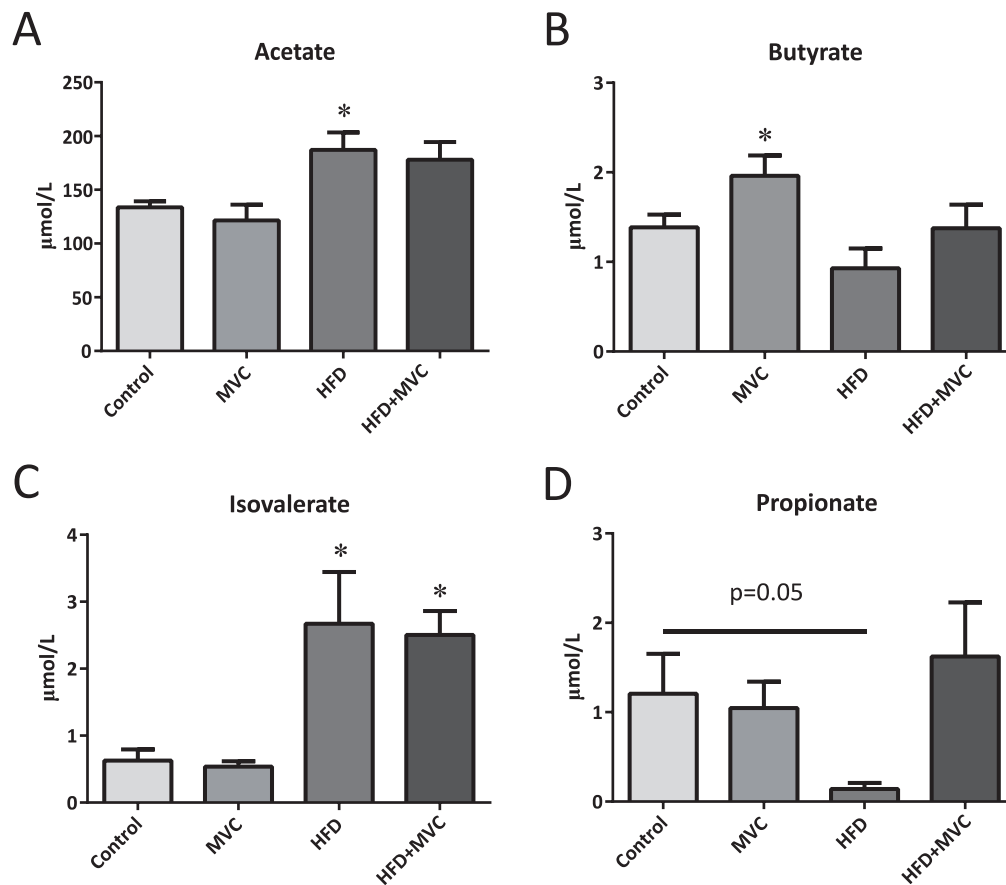 A
Acetate
250
200
150
100
50
0
µmol/L
*
Control
MVC
HFD
HFD+MVC
B
Butyrate
3
2
1
0
µmol/L
*
Control
MVC
HFD
HFD+MVC
C
Isovalerate
4
3
2
1
0
µmol/L
*
*
Control
MVC
HFD
HFD+MVC
D
Propionate
3
2
1
0
µmol/L
p=0.05
Control
MVC
HFD
HFD+MVC